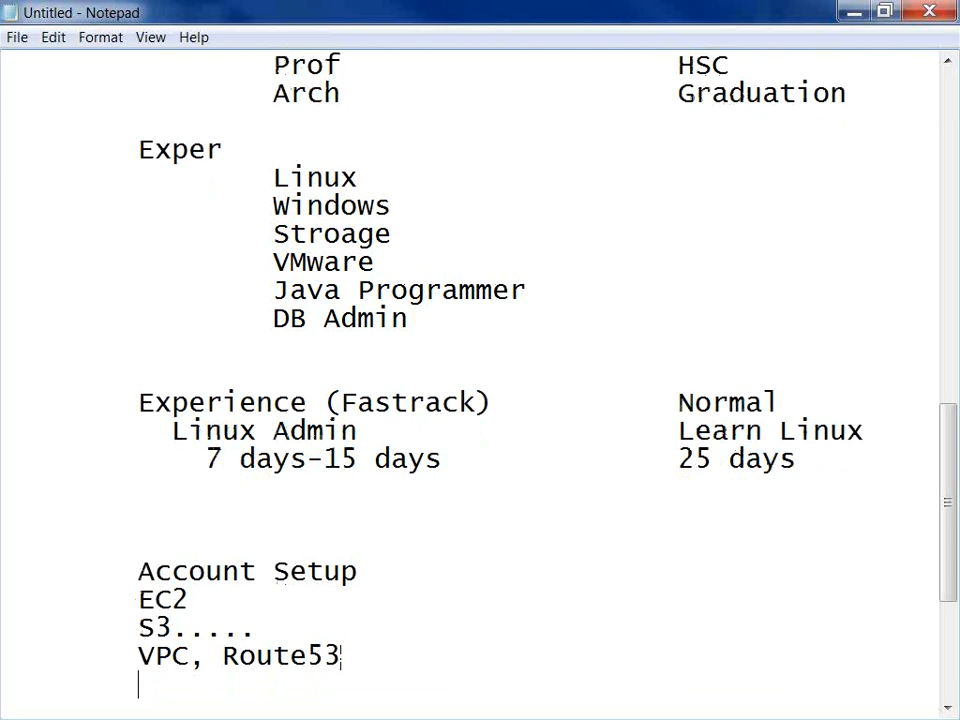 Untitled - Notepad
File Edit Format View Help
Prof HSC
Arch Graduation
Exper
Linux
Windows
Stroage
VMware
Java Programmer
DB Admin
Experience (Fastrack) Normal
Linux Admin Learn Linux
7 days-15 days 25 days
Account Setup
EC2
S3.....
VPC, Route53